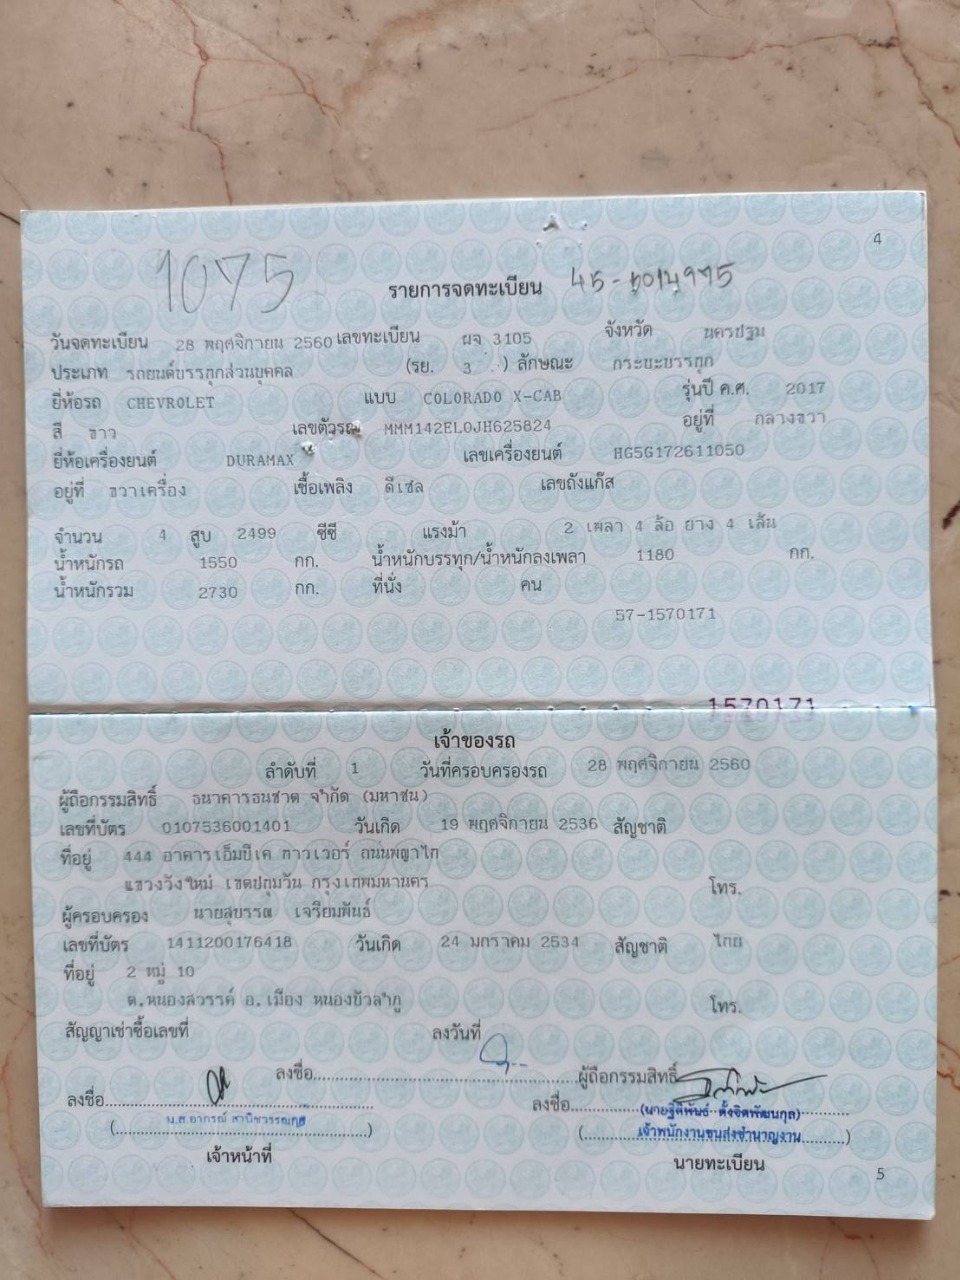 4
1075
รายการจดทะเบียน 45-6014975
วันจดทะเบียน 28 พฤศจิกายน 2560 เลขทะเบียน ผจ 3105 จังหวัด นครปฐม
ประเภท รถยนต์บรรทุกส่วนบุคคล (รย. 3 ) ลักษณะ กระบะบรรทุก
ยี่ห้อรถ CHEVROLET แบบ COLORADO X-CAB รุ่นปี ค.ศ. 2017
สี ขาว เลขตัวรถ MMM142EL0JH625824 อยู่ที่ กลางขวา
ยี่ห้อเครื่องยนต์ DURAMAX เลขเครื่องยนต์ HG5G172611050
อยู่ที่ ขวาเครื่อง เชื้อเพลิง ดีเซล เลขถังแก๊ส
จำนวน 4 สูบ 2499 ซีซี แรงม้า 2 เพลา 4 ล้อ ยาง 4 เส้น
น้ำหนักรถ 1550 กก. น้ำหนักบรรทุก/น้ำหนักลงเพลา 1180 กก.
น้ำหนักรวม 2730 กก. ที่นั่ง คน
57-1570171
1570171
เจ้าของรถ
ลำดับที่ 1 วันที่ครอบครองรถ 28 พฤศจิกายน 2560
ผู้ถือกรรมสิทธิ์ ธนาคารธนชาต จำกัด (มหาชน)
เลขที่บัตร 0107536001401 วันเกิด 19 พฤศจิกายน 2536 สัญชาติ
ที่อยู่ 444 อาคารเอ็มบีเค ทาวเวอร์ ถนนพญาไท
แขวงวังใหม่ เขตปทุมวัน กรุงเทพมหานคร โทร.
ผู้ครอบครอง นายสุบรรณ เจริยมพันธ์
เลขที่บัตร 1411200176418 วันเกิด 24 มกราคม 2534 สัญชาติ ไทย
ที่อยู่ 2 หมู่ 10
ต.หนองสวรรค์ อ.เมือง หนองบัวลำภู โทร.
สัญญาเช่าซื้อเลขที่ ลงวันที่
ลงชื่อ ผู้ถือกรรมสิทธิ์
ลงชื่อ ลงชื่อ
น.ส.อาภรณ์ (นายฐิติพันธ์ ตั้งจิตพัฒนกุล)
เจ้าพนักงานขนส่งชำนาญงาน
เจ้าหน้าที่ นายทะเบียน
5